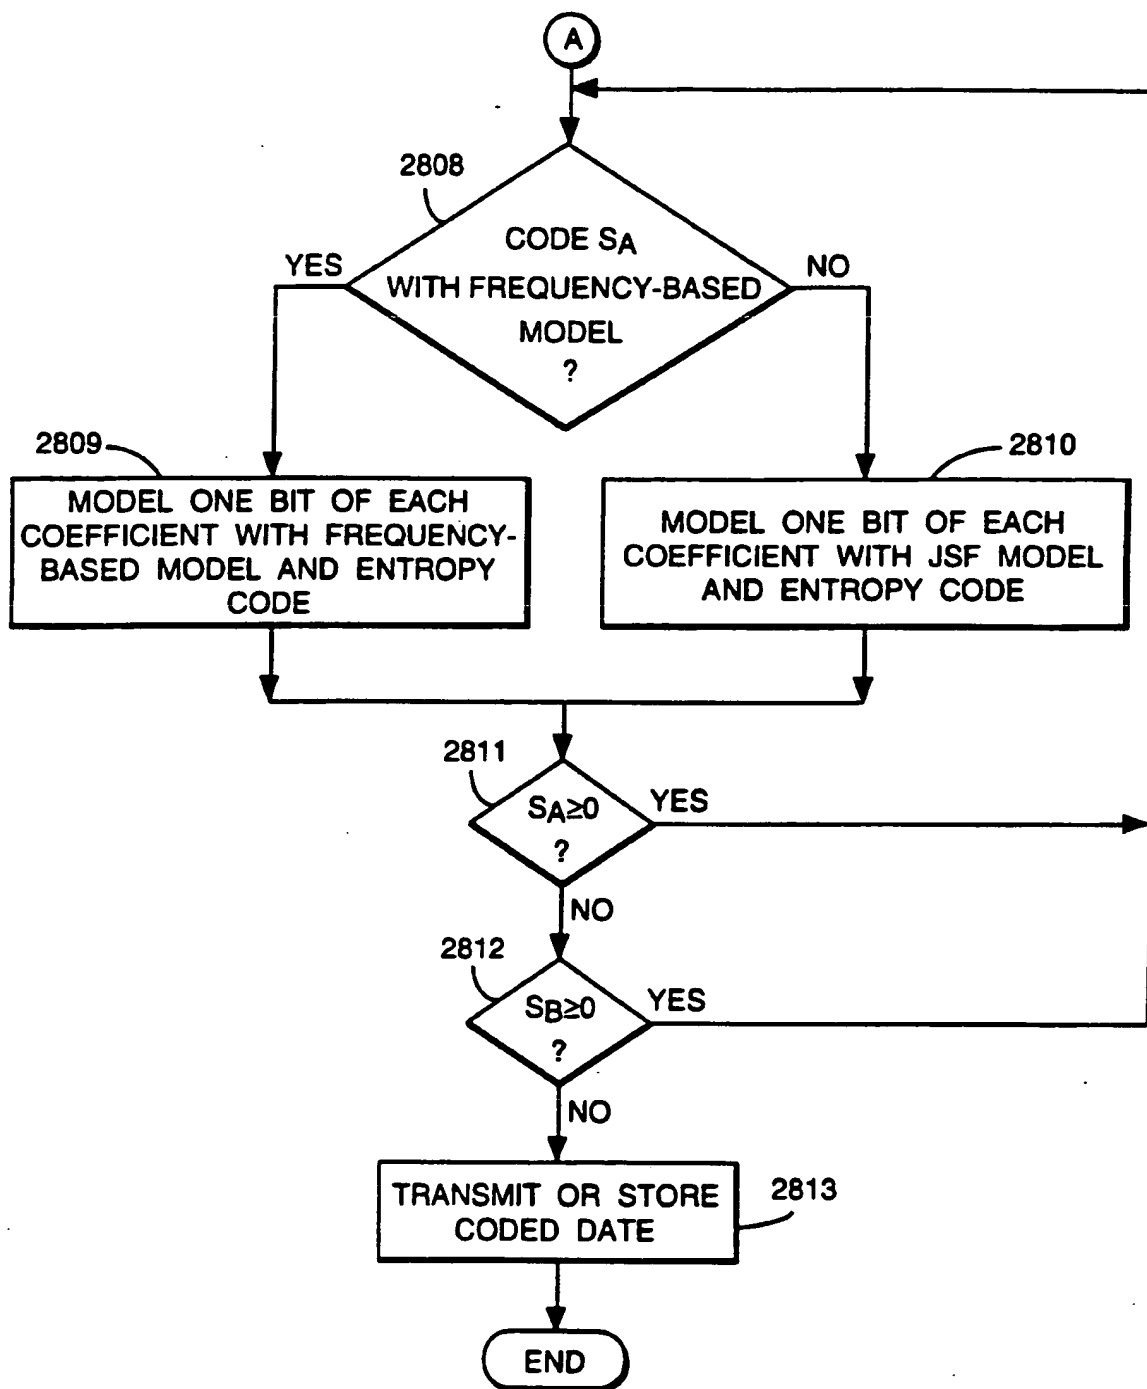 A
2808
CODE SA
WITH FREQUENCY-BASED
MODEL
?
YES
NO
2809
MODEL ONE BIT OF EACH
COEFFICIENT WITH FREQUENCY-
BASED MODEL AND ENTROPY
CODE
2810
MODEL ONE BIT OF EACH
COEFFICIENT WITH JSF MODEL
AND ENTROPY CODE
2811
SA≥0
?
YES
NO
2812
SB≥0
?
YES
NO
TRANSMIT OR STORE
CODED DATE
2813
END